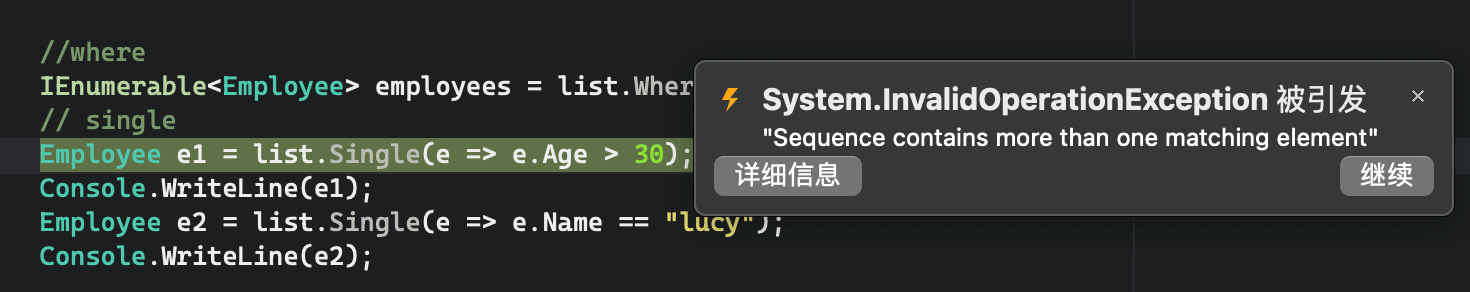 //where
IEnumerable<Employee> employees = list.Wher
// single
Employee e1 = list.Single(e => e.Age > 30);
Console.WriteLine(e1);
Employee e2 = list.Single(e => e.Name == "lucy");
Console.WriteLine(e2);
System.InvalidOperationException 被引发
"Sequence contains more than one matching element"
详细信息
继续